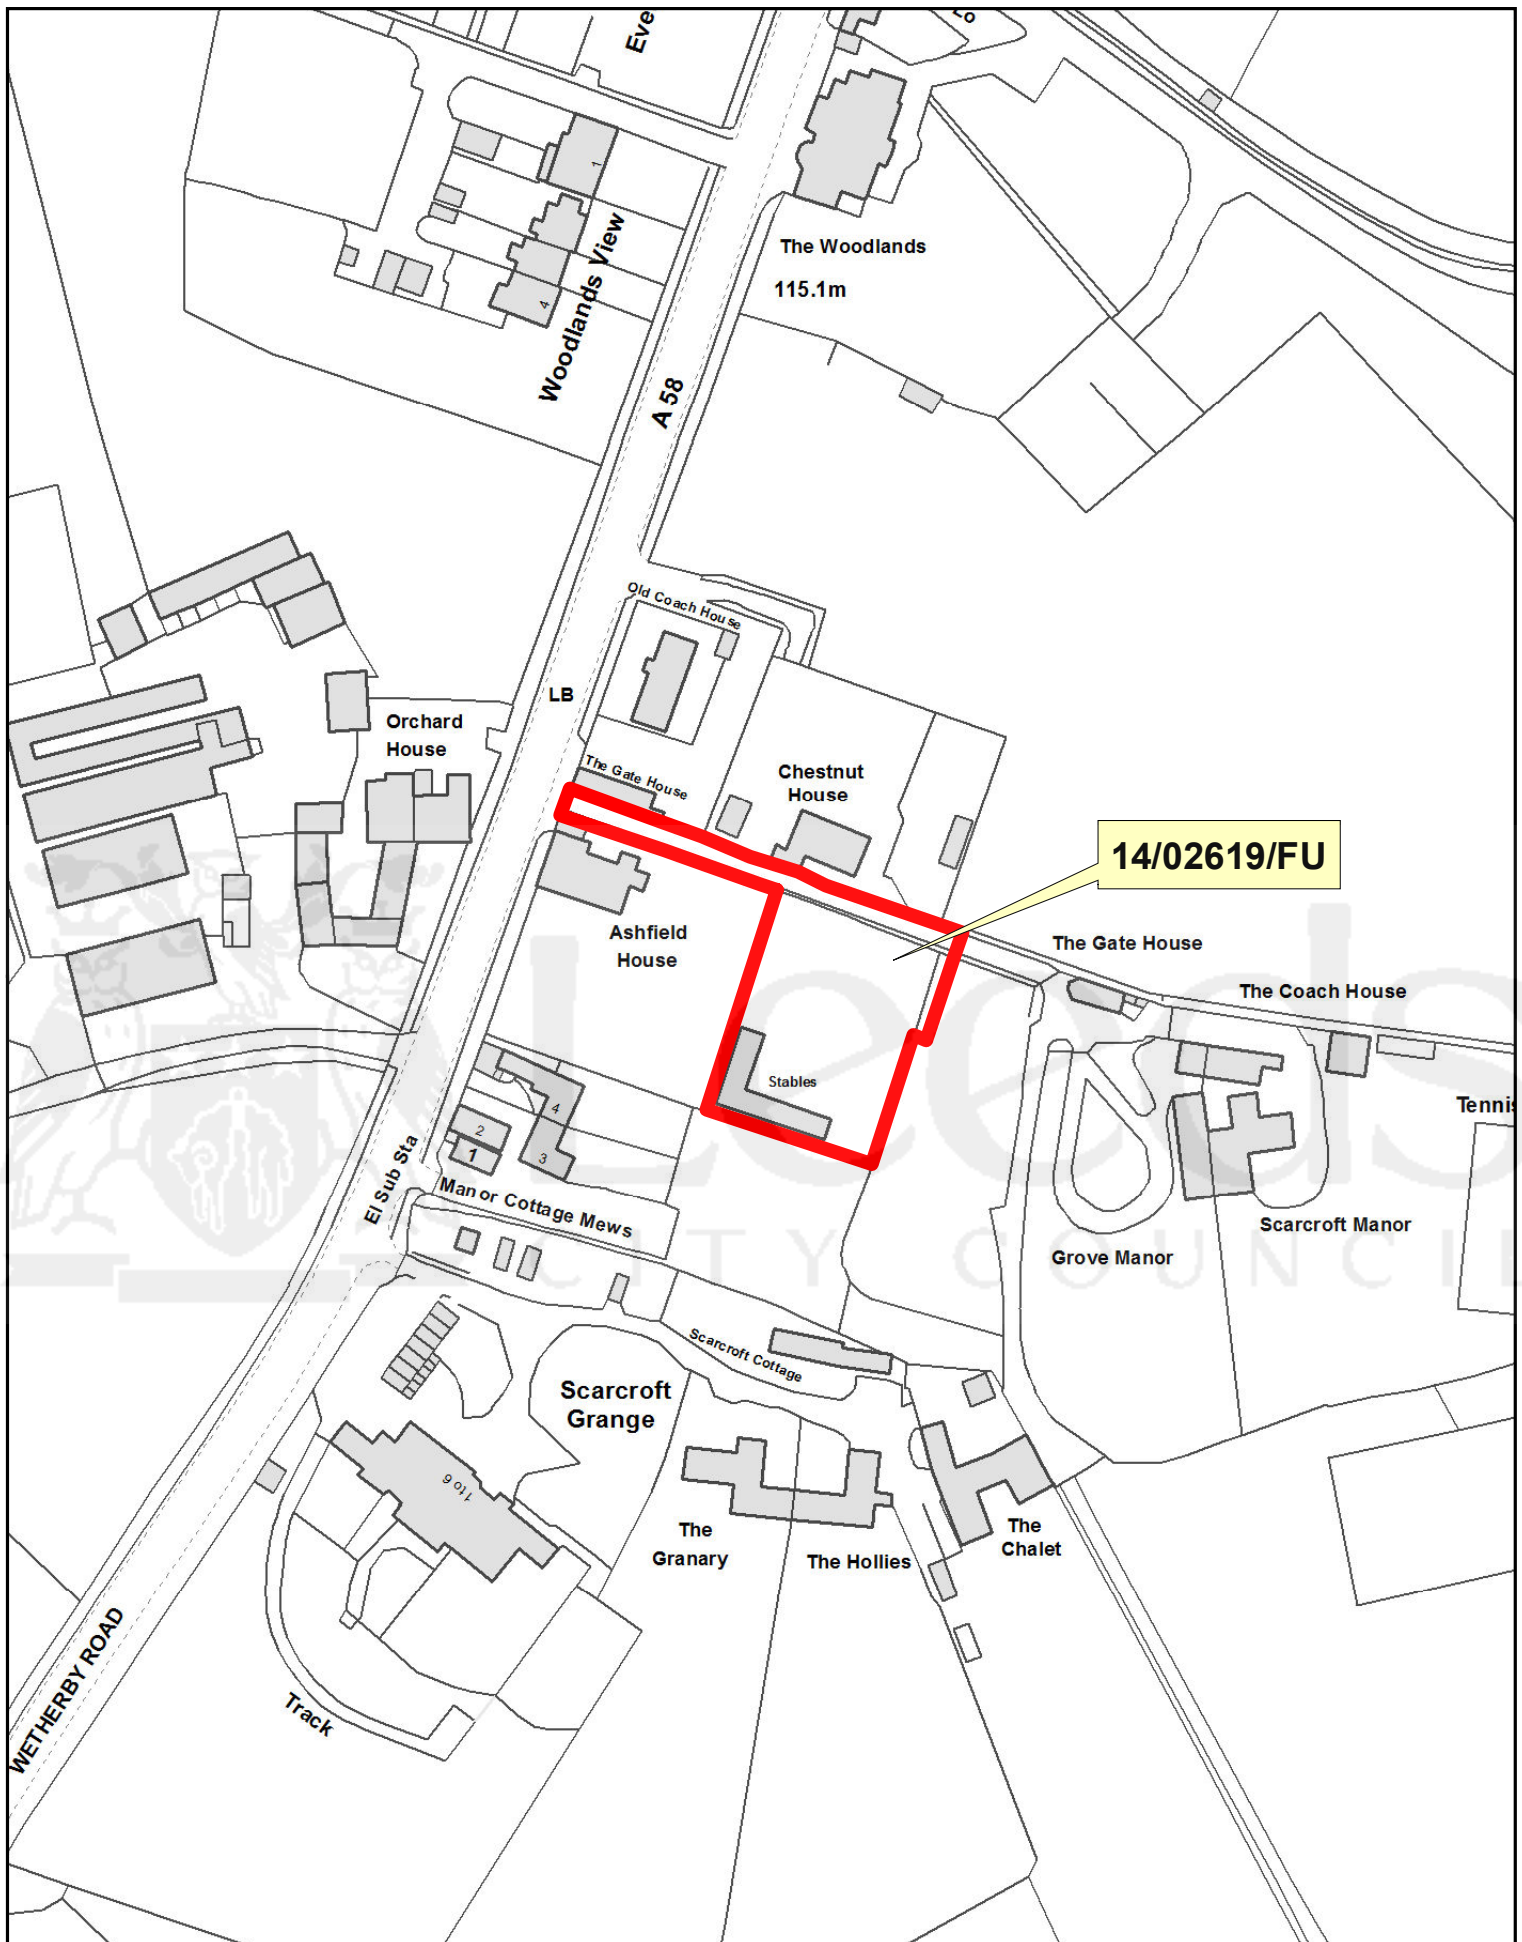 Eve
Lo
1
The Woodlands
115.1m
4
Woodlands View
A 58
Old Coach House
LB
Orchard
House
The Gate House
Chestnut
House
14/02619/FU
Ashfield
House
The Gate House
The Coach House
Stables
Tennis
4
2
1
3
El Sub Sta
Manor Cottage Mews
Scarcroft Manor
Grove Manor
Leeds
CITY COUNCIL
Scarcroft Cottage
Scarcroft
Grange
1 to 6
The
Granary
The Hollies
The
Chalet
WETHERBY ROAD
Track